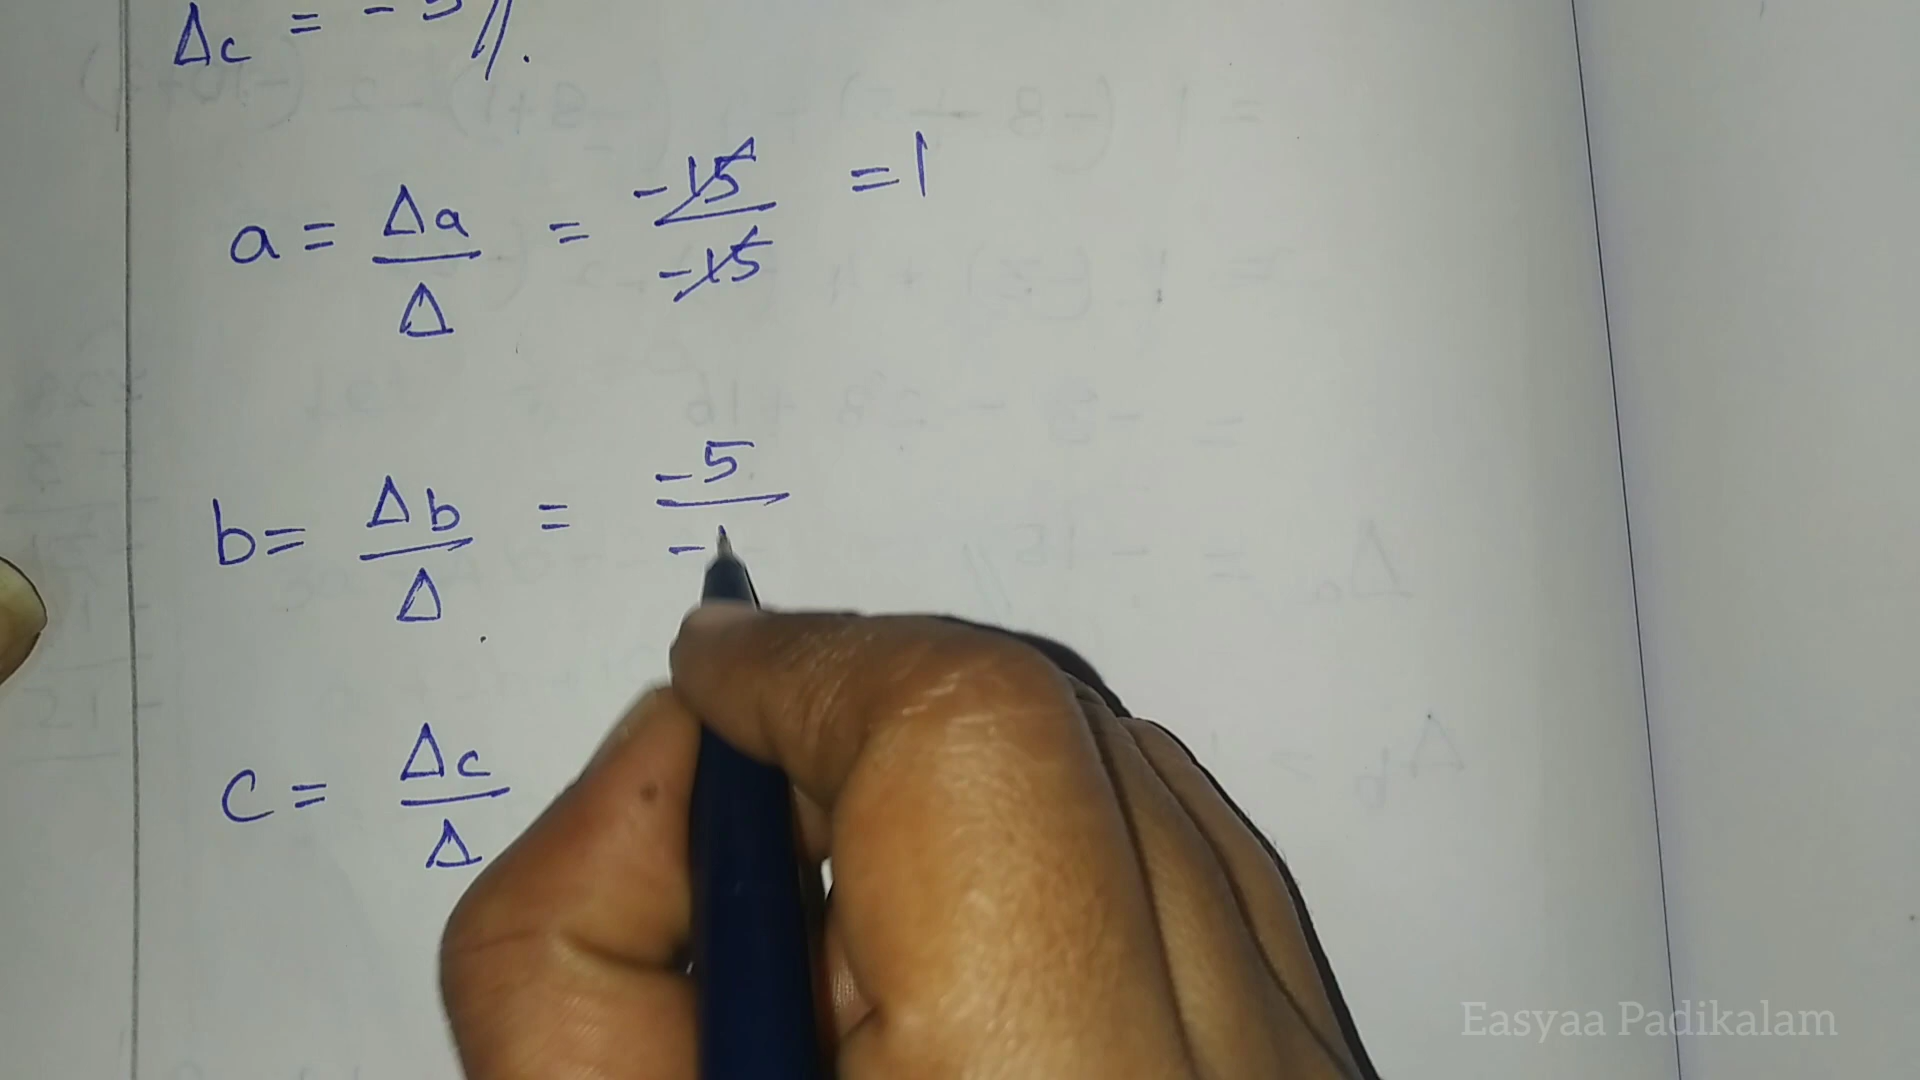 Δc = -5 //.
a = Δa / Δ = -15 / -15 = 1
b = Δb / Δ = -5 / -
c = Δc / Δ
Easyaa Padikalam